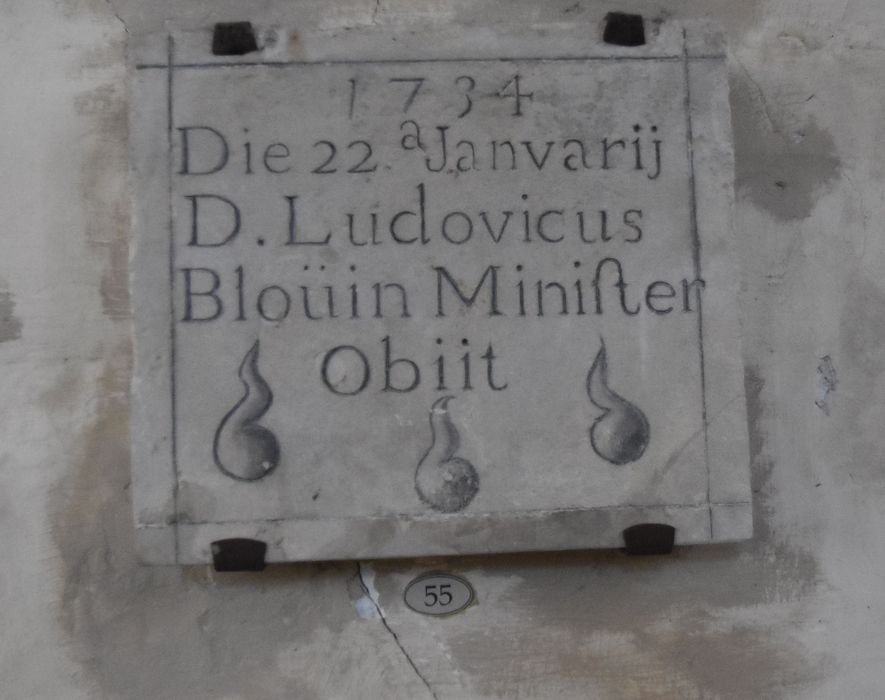 1734
Die 22.ᵃ Janvarij
D. Ludovicus
Bloüin Miniſter
Obiit
55